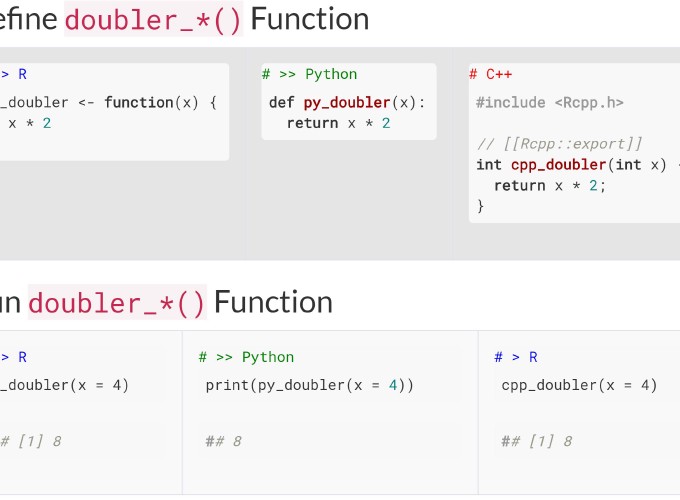 efine doubler_*() Function
> R
_doubler <- function(x) {
x * 2
# >> Python
def py_doubler(x):
return x * 2
# C++
#include <Rcpp.h>
// [[Rcpp::export]]
int cpp_doubler(int x)
return x * 2;
}
un doubler_*() Function
> R
_doubler(x = 4)
# [1] 8
# >> Python
print(py_doubler(x = 4))
## 8
# > R
cpp_doubler(x = 4)
## [1] 8